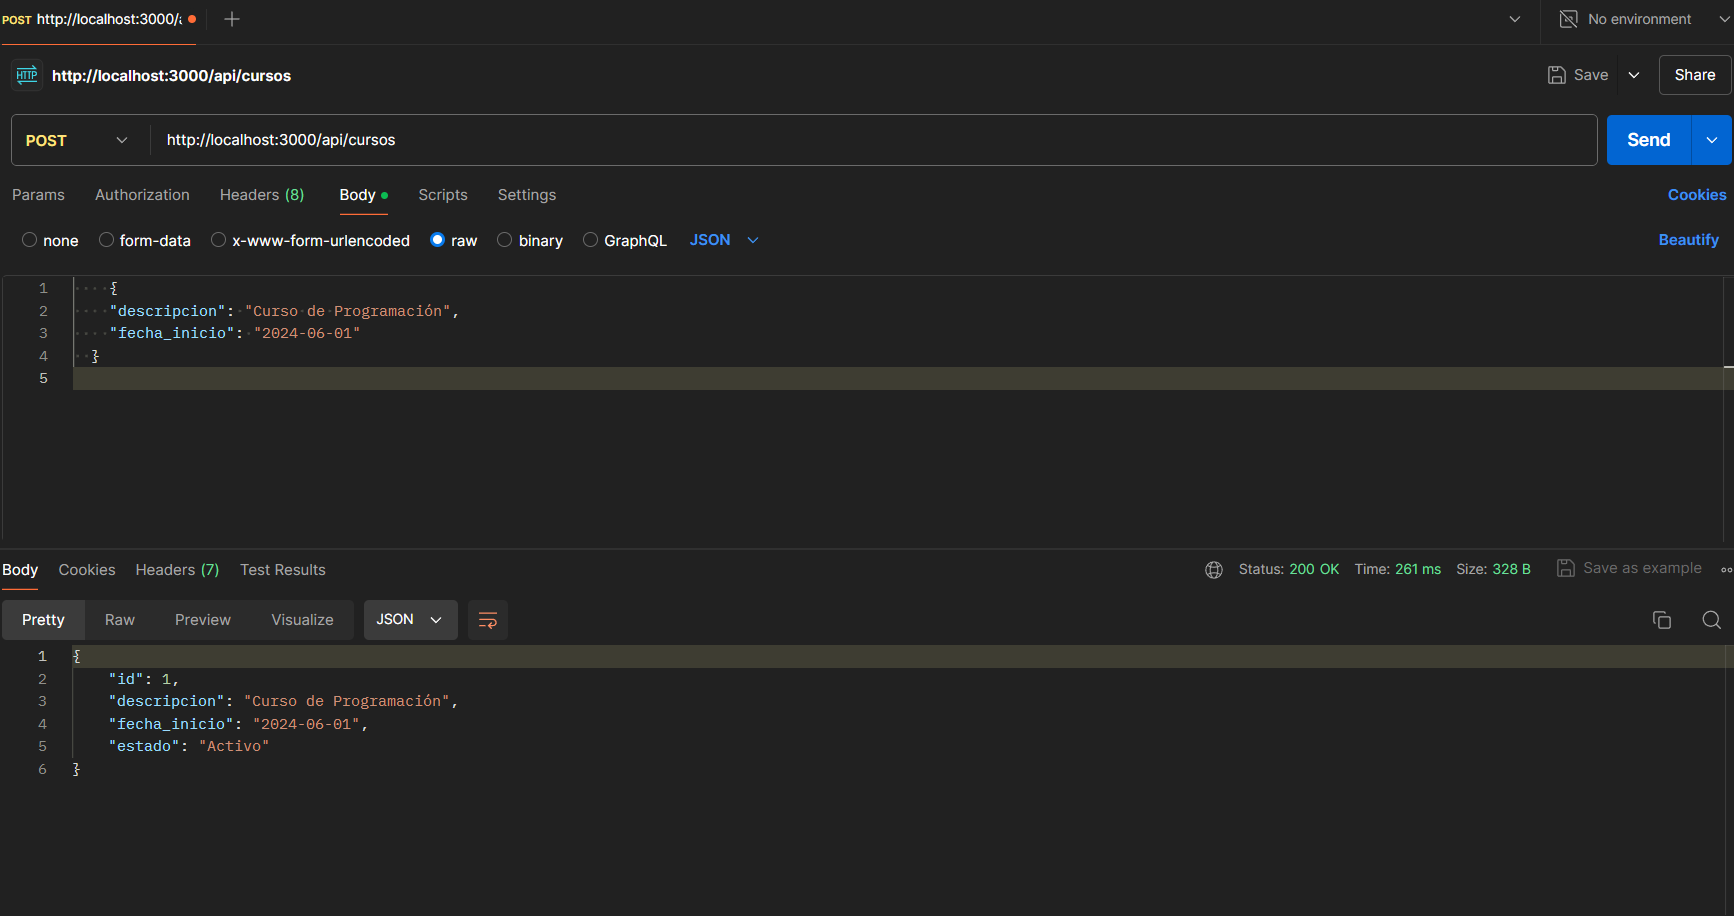 POST http://localhost:3000/a
No environment
HTTP http://localhost:3000/api/cursos
Save
Share
POST http://localhost:3000/api/cursos
Send
Params Authorization Headers (8) Body Scripts Settings Cookies
none form-data x-www-form-urlencoded raw binary GraphQL JSON Beautify
1 {
2 "descripcion": "Curso de Programación",
3 "fecha_inicio": "2024-06-01"
4 }
5
Body Cookies Headers (7) Test Results Status: 200 OK Time: 261 ms Size: 328 B Save as example
Pretty Raw Preview Visualize JSON
1 {
2 "id": 1,
3 "descripcion": "Curso de Programación",
4 "fecha_inicio": "2024-06-01",
5 "estado": "Activo"
6 }